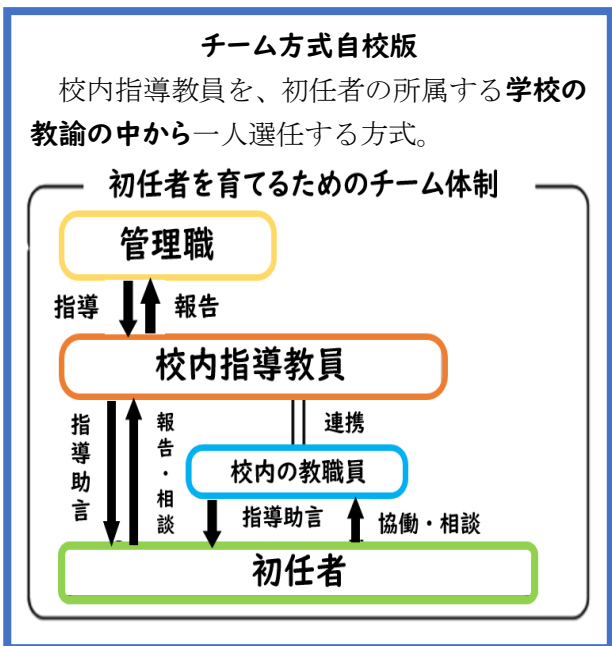 チーム方式自校版
校内指導教員を、初任者の所属する学校の
教諭の中から一人選任する方式。
初任者を育てるためのチーム体制
管理職
指導
報告
校内指導教員
指導助言
報告・相談
連携
校内の教職員
指導助言
協働・相談
初任者